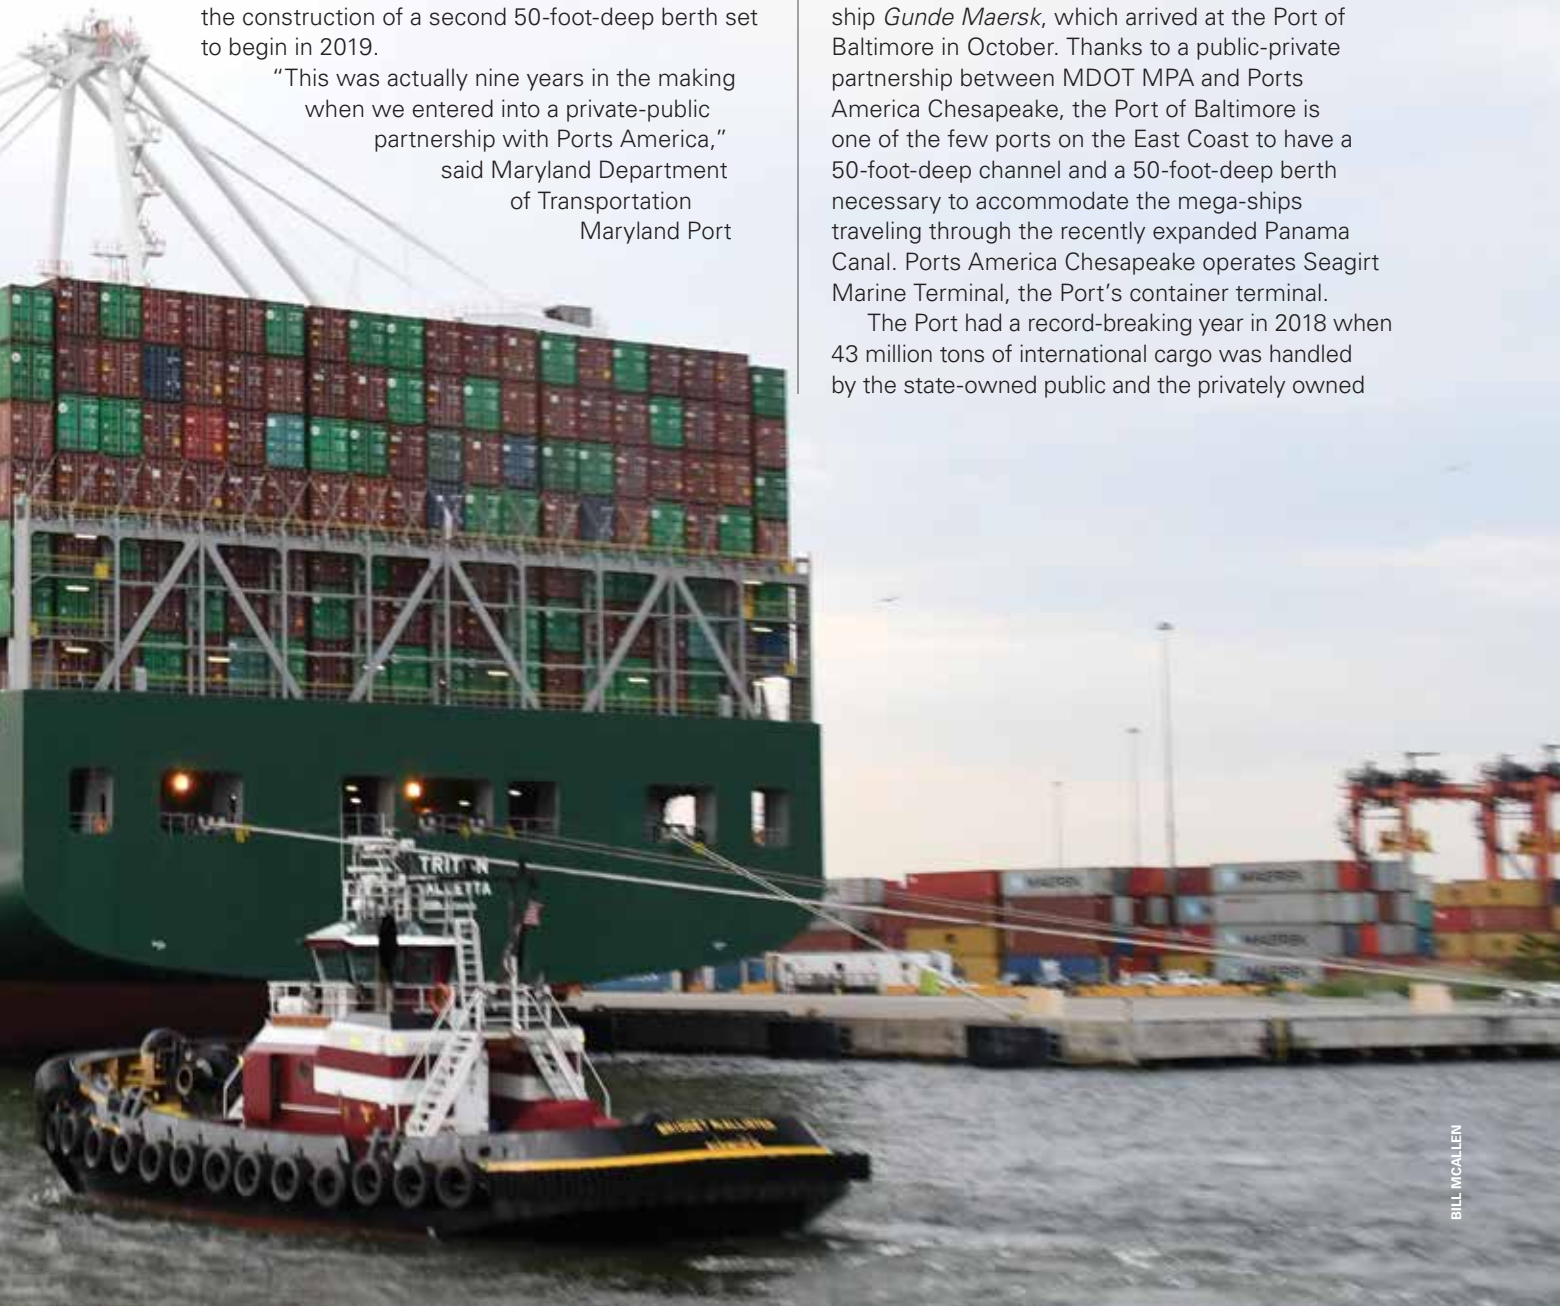 the construction of a second 50-foot-deep berth set
to begin in 2019.
“This was actually nine years in the making
when we entered into a private-public
partnership with Ports America,”
said Maryland Department
of Transportation
Maryland Port
ship Gunde Maersk, which arrived at the Port of
Baltimore in October. Thanks to a public-private
partnership between MDOT MPA and Ports
America Chesapeake, the Port of Baltimore is
one of the few ports on the East Coast to have a
50-foot-deep channel and a 50-foot-deep berth
necessary to accommodate the mega-ships
traveling through the recently expanded Panama
Canal. Ports America Chesapeake operates Seagirt
Marine Terminal, the Port’s container terminal.
The Port had a record-breaking year in 2018 when
43 million tons of international cargo was handled
by the state-owned public and the privately owned
MAERSK
MAERSK
MAERSK
MAERSK
BILL MCALLEN